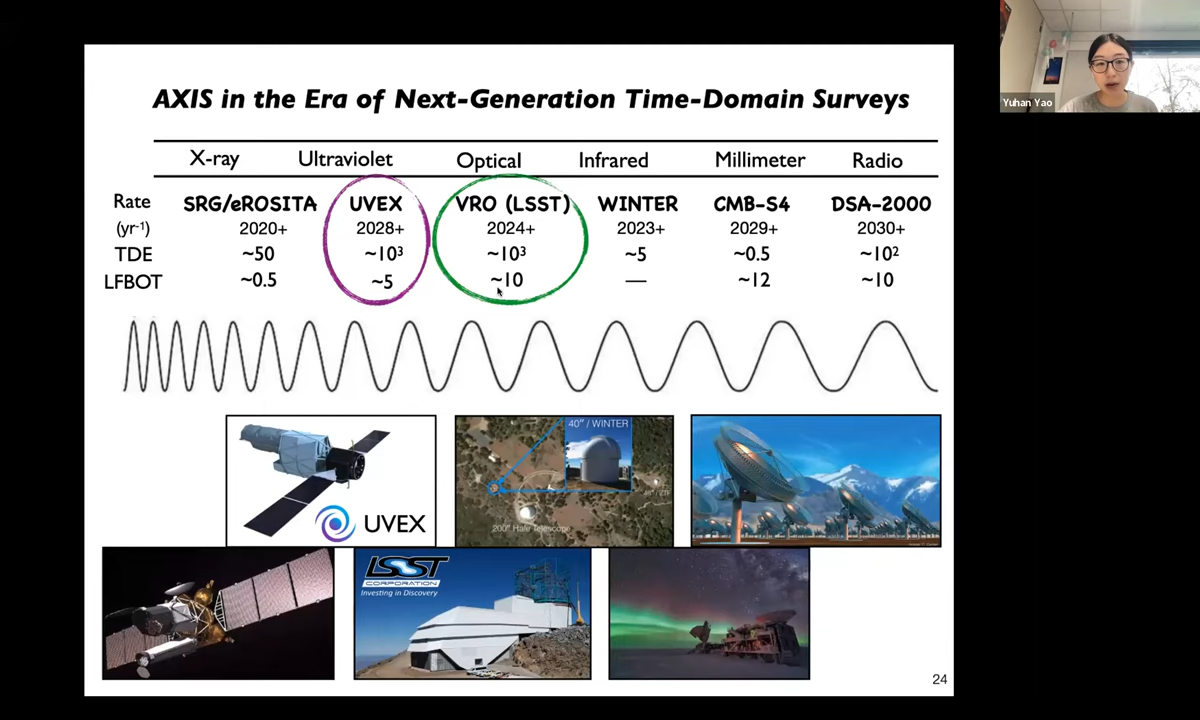 AXIS in the Era of Next-Generation Time-Domain Surveys
Yuhan Yao
X-ray Ultraviolet Optical Infrared Millimeter Radio
Rate SRG/eROSITA UVEX VRO (LSST) WINTER CMB-S4 DSA-2000
(yr⁻¹) 2020+ 2028+ 2024+ 2023+ 2029+ 2030+
TDE ~50 ~10³ ~10³ ~5 ~0.5 ~10²
LFBOT ~0.5 ~5 ~10 — ~12 ~10
UVEX
40" / WINTER
200" Hale Telescope
LSST
CORPORATION
Investing in Discovery
24